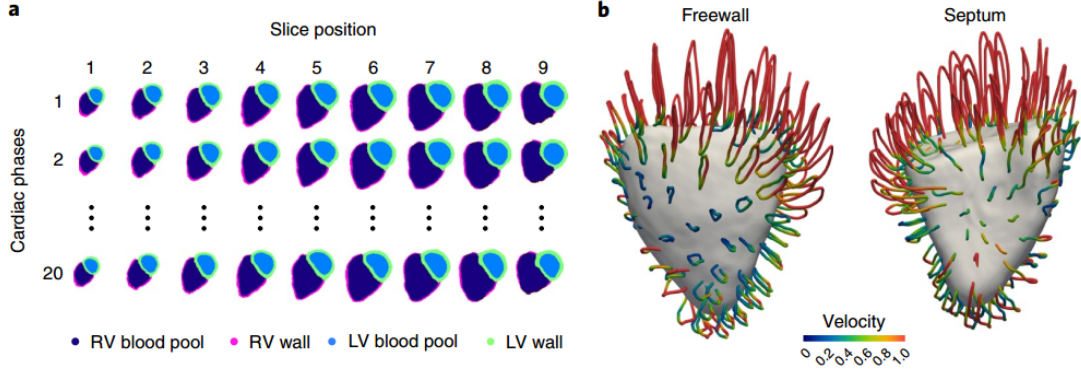 a
Slice position
1 2 3 4 5 6 7 8 9
Cardiac phases
1
2
20
RV blood pool RV wall LV blood pool LV wall
b
Freewall Septum
Velocity
0 0.2 0.4 0.6 0.8 1.0